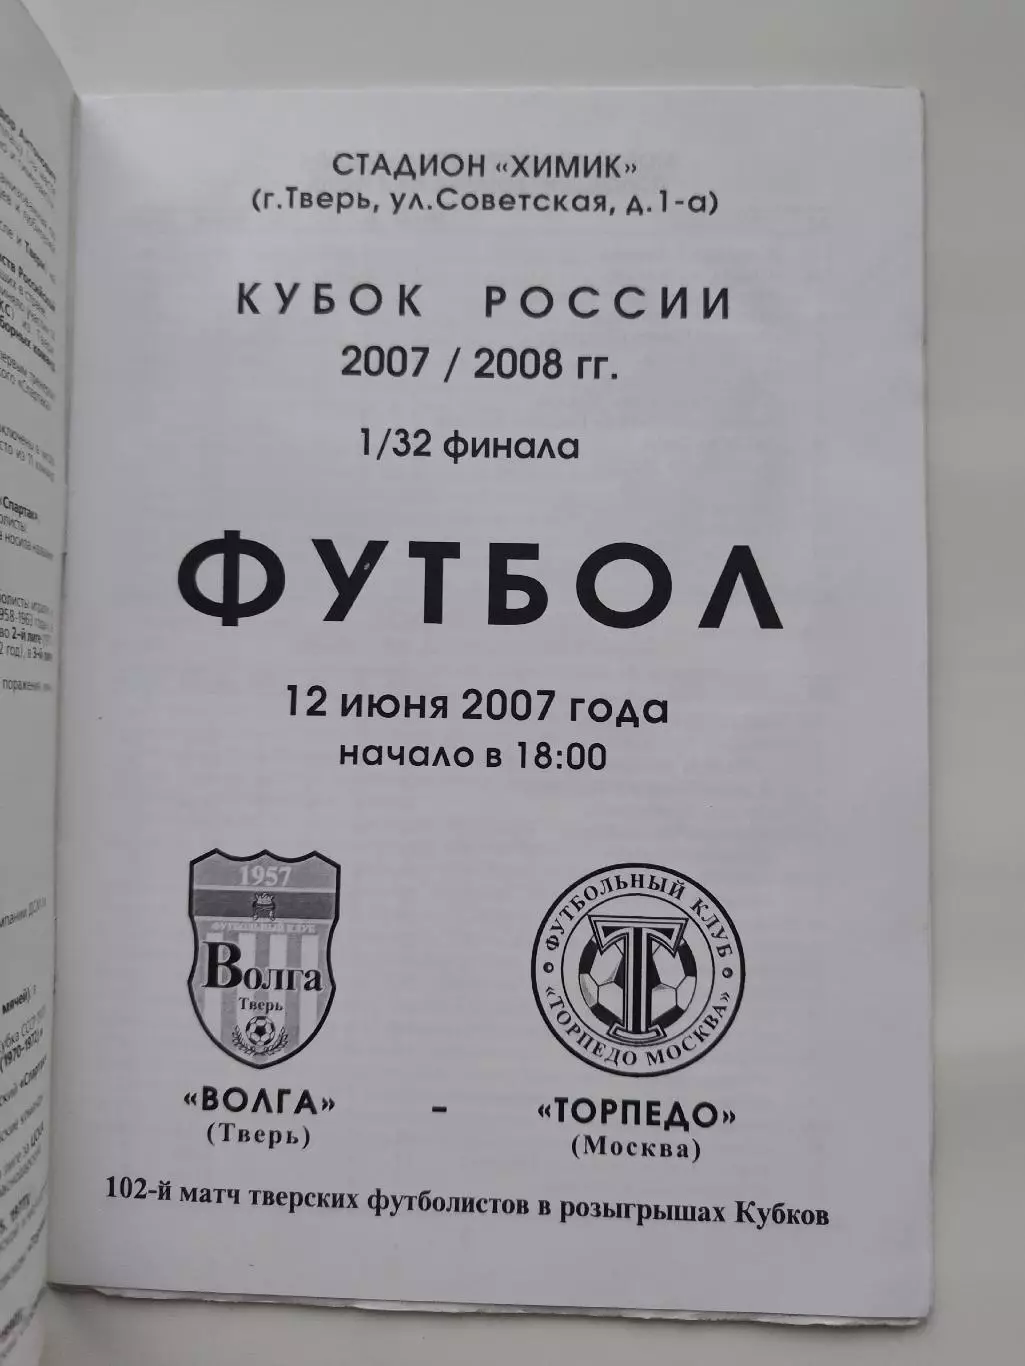 СТАДИОН «ХИМИК»
(г.Тверь, ул.Советская, д.1-а)
КУБОК РОССИИ
2007 / 2008 гг.
1/32 финала
ФУТБОЛ
12 июня 2007 года
начало в 18:00
1957
ФУТБОЛЬНЫЙ КЛУБ
Волга
Тверь
ФУТБОЛЬНЫЙ КЛУБ
«ТОРПЕДО МОСКВА»
Т
«ВОЛГА» – «ТОРПЕДО»
(Тверь) (Москва)
102-й матч тверских футболистов в розыгрышах Кубков